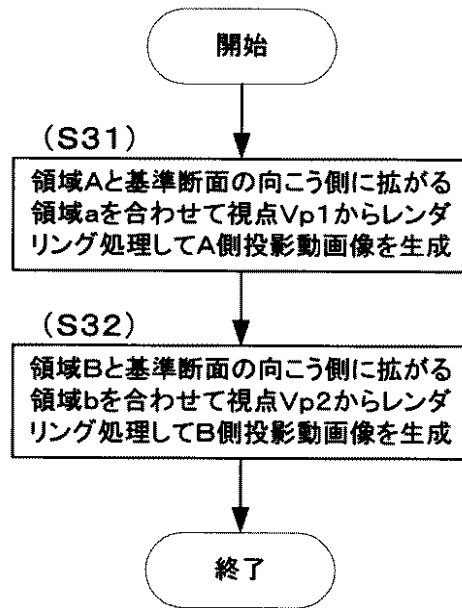 開始
(S31)
領域Aと基準断面の向こう側に拡がる
領域aを合わせて視点Vp1からレンダ
リング処理してA側投影動画像を生成
(S32)
領域Bと基準断面の向こう側に拡がる
領域bを合わせて視点Vp2からレンダ
リング処理してB側投影動画像を生成
終了